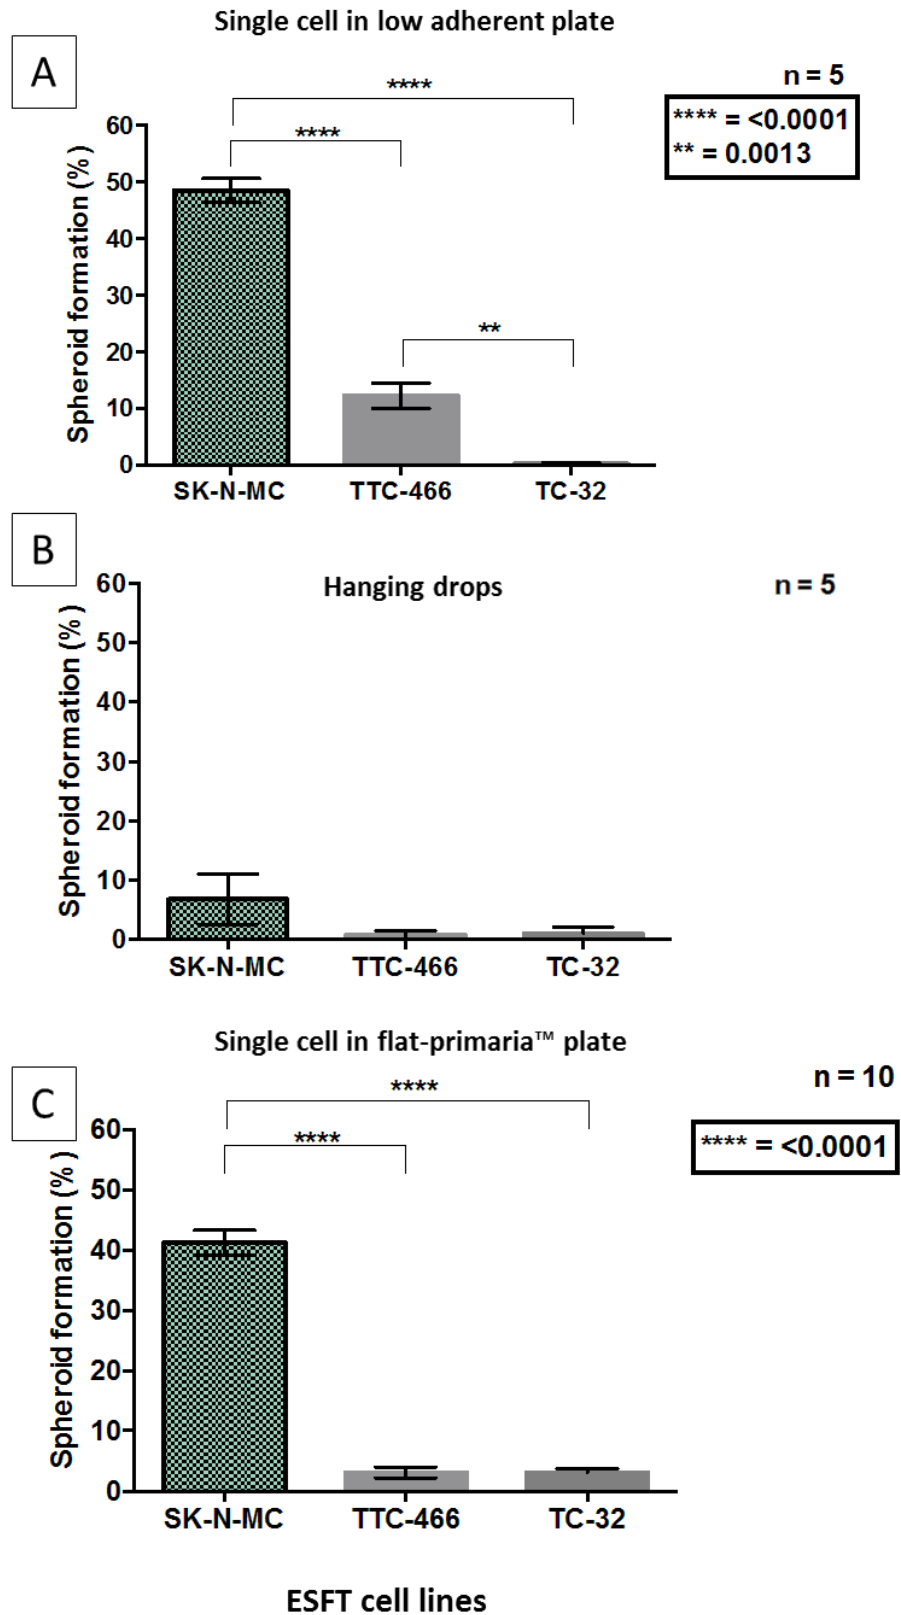 Single cell in low adherent plate
A
n = 5
**** = <0.0001
** = 0.0013
****
****
**
Spheroid formation (%)
60
50
40
30
20
10
0
SK-N-MC TTC-466 TC-32
B
Hanging drops
n = 5
Spheroid formation (%)
60
50
40
30
20
10
0
SK-N-MC TTC-466 TC-32
Single cell in flat-primaria™ plate
C
n = 10
**** = <0.0001
****
****
Spheroid formation (%)
60
50
40
30
20
10
0
SK-N-MC TTC-466 TC-32
ESFT cell lines